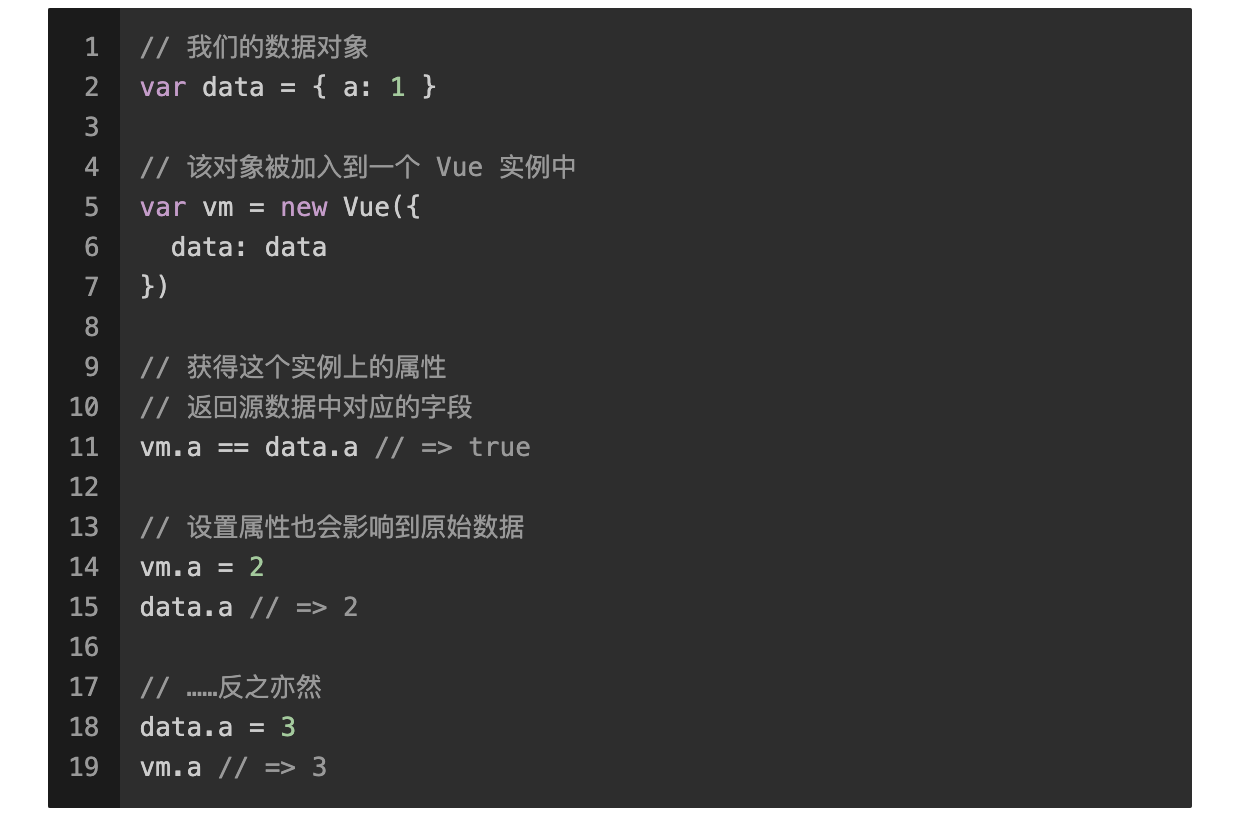 1 // 我们的数据对象
2 var data = { a: 1 }
3
4 // 该对象被加入到一个 Vue 实例中
5 var vm = new Vue({
6   data: data
7 })
8
9 // 获得这个实例上的属性
10 // 返回源数据中对应的字段
11 vm.a == data.a // => true
12
13 // 设置属性也会影响到原始数据
14 vm.a = 2
15 data.a // => 2
16
17 // ……反之亦然
18 data.a = 3
19 vm.a // => 3